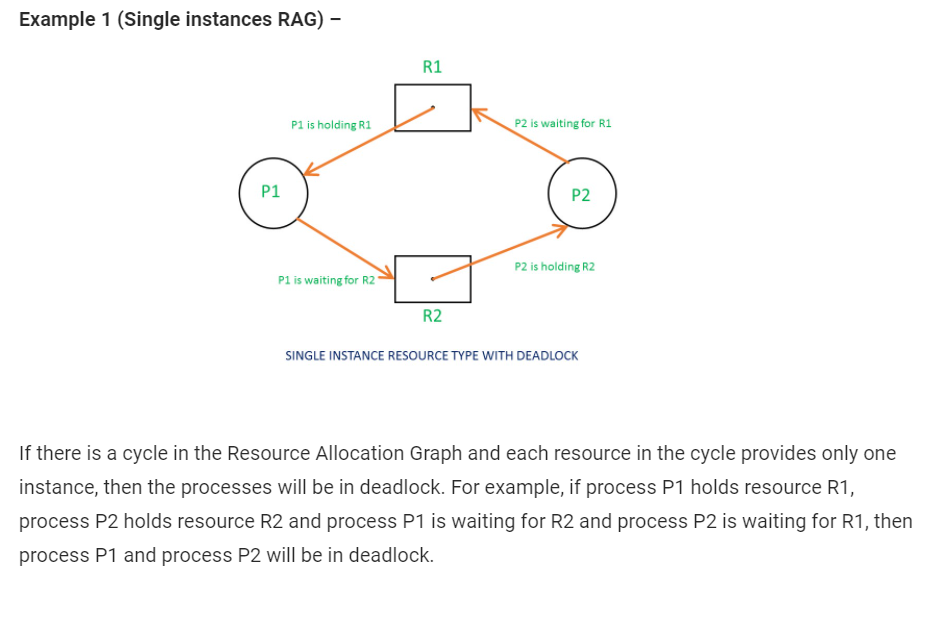 Example 1 (Single instances RAG) –
R1
P1 is holding R1
P2 is waiting for R1
P1
P2
P1 is waiting for R2
P2 is holding R2
R2
SINGLE INSTANCE RESOURCE TYPE WITH DEADLOCK
If there is a cycle in the Resource Allocation Graph and each resource in the cycle provides only one
instance, then the processes will be in deadlock. For example, if process P1 holds resource R1,
process P2 holds resource R2 and process P1 is waiting for R2 and process P2 is waiting for R1, then
process P1 and process P2 will be in deadlock.